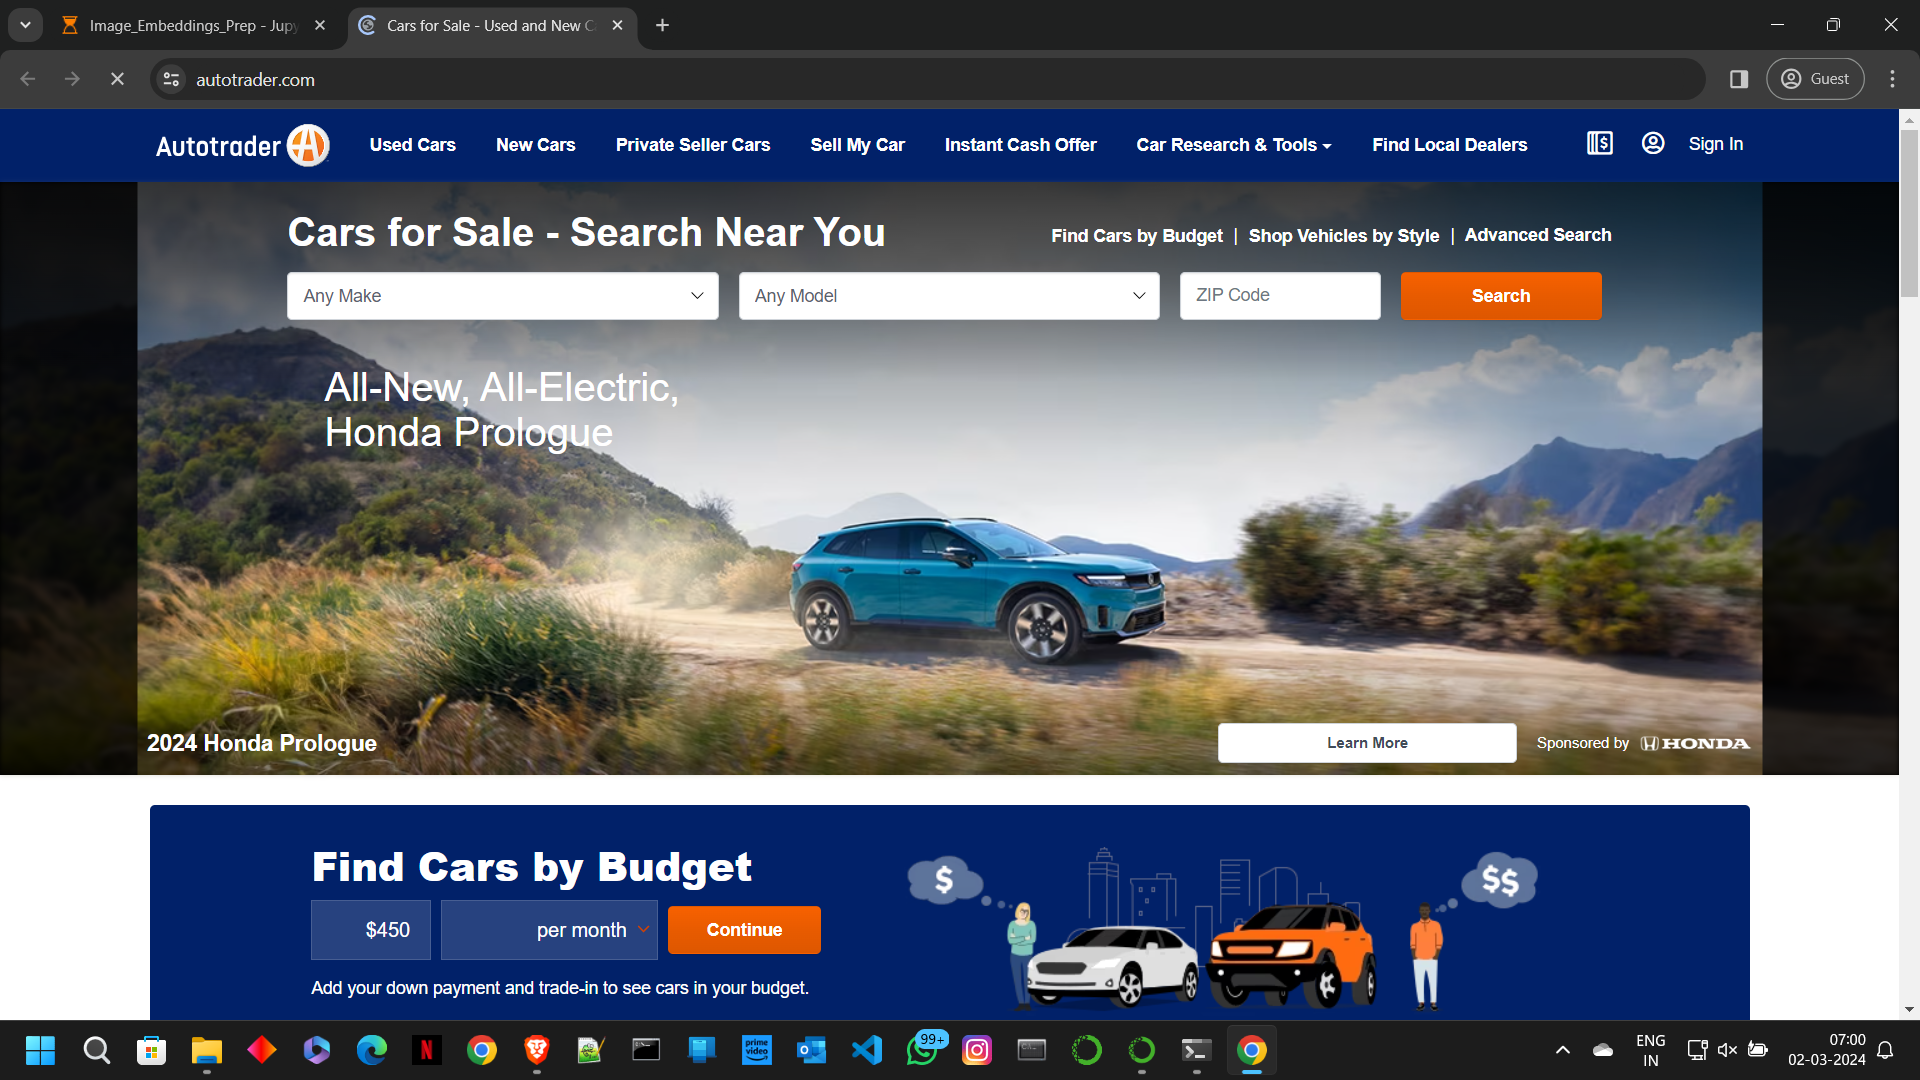 Image_Embeddings_Prep - Jupy
Cars for Sale - Used and New C
autotrader.com
Guest
Autotrader
Used Cars
New Cars
Private Seller Cars
Sell My Car
Instant Cash Offer
Car Research & Tools
Find Local Dealers
$
Sign In
Cars for Sale - Search Near You
Find Cars by Budget | Shop Vehicles by Style | Advanced Search
Any Make
Any Model
ZIP Code
Search
All-New, All-Electric,
Honda Prologue
2024 Honda Prologue
Learn More
Sponsored by HONDA
Find Cars by Budget
$450
per month
Continue
Add your down payment and trade-in to see cars in your budget.
$
$$
N
prime
video
99+
ENG
IN
07:00
02-03-2024